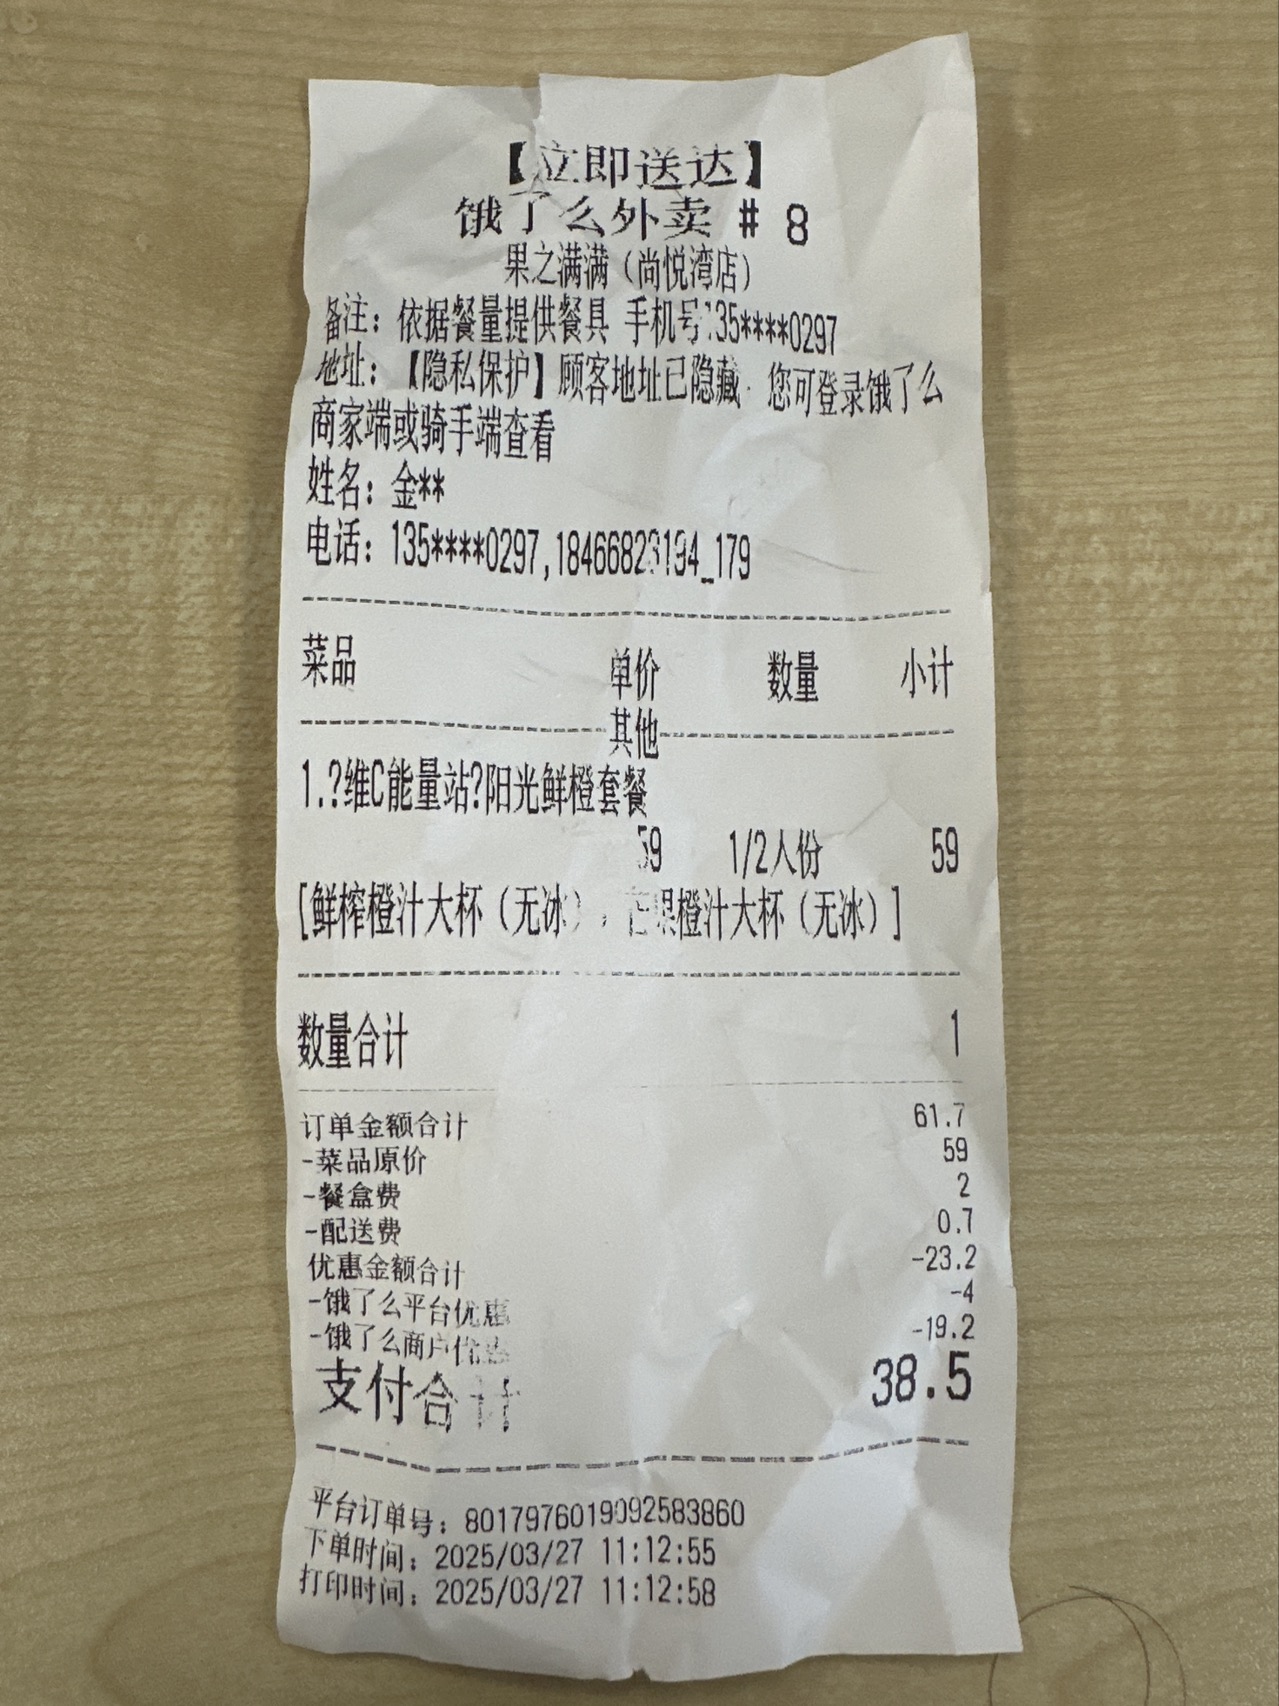 【立即送达】
饿了么外卖 # 8
果之满满（尚悦湾店）
备注：依据餐量提供餐具 手机号135****0297
地址：【隐私保护】顾客地址已隐藏，您可登录饿了么
商家端或骑手端查看
姓名：金**
电话：135****0297,18466823194_179
菜品 单价 数量 小计
其他
1.?维C能量站?阳光鲜橙套餐
59 1/2人份 59
[鲜榨橙汁大杯（无冰），芒果橙汁大杯（无冰）]
数量合计 1
订单金额合计 61.7
-菜品原价 59
-餐盒费 2
-配送费 0.7
优惠金额合计 -23.2
-饿了么平台优惠 -4
-饿了么商户优惠 -19.2
支付合计 38.5
平台订单号：8017976019092583860
下单时间：2025/03/27 11:12:55
打印时间：2025/03/27 11:12:58